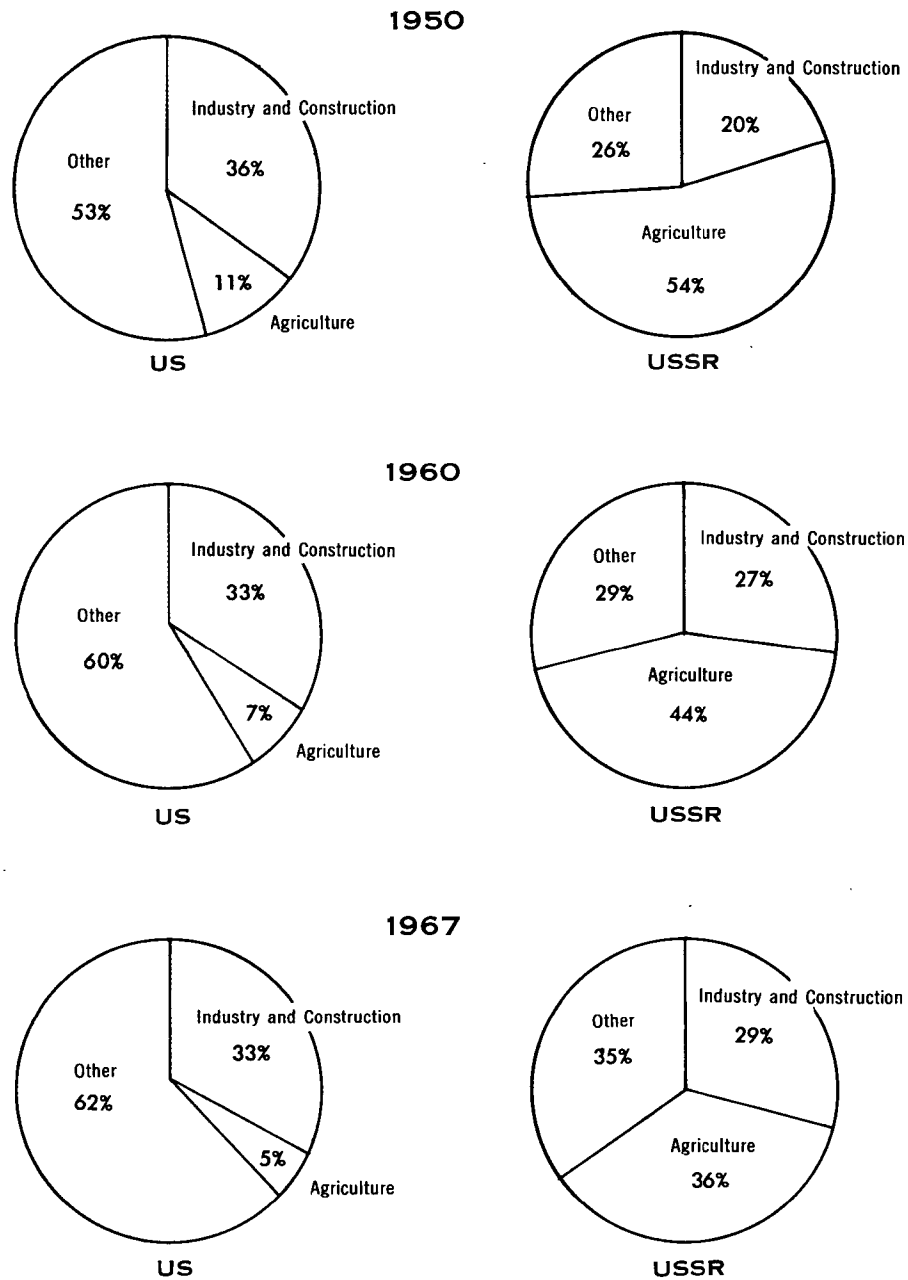 1950
Industry and Construction
36%
Other
53%
11%
Agriculture
US
Industry and Construction
20%
Other
26%
Agriculture
54%
USSR
1960
Industry and Construction
33%
Other
60%
7%
Agriculture
US
Industry and Construction
27%
Other
29%
Agriculture
44%
USSR
1967
Industry and Construction
33%
Other
62%
5%
Agriculture
US
Industry and Construction
29%
Other
35%
Agriculture
36%
USSR